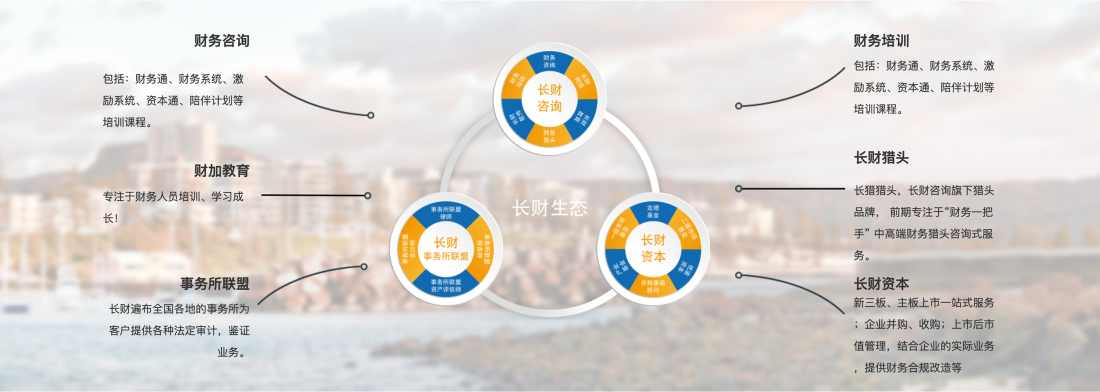 财务咨询
包括：财务通、财务系统、激
励系统、资本通、陪伴计划等
培训课程。
财加教育
专注于财务人员培训、学习成
长！
事务所联盟
长财遍布全国各地的事务所为
客户提供各种法定审计，鉴证
业务。
财务
咨询
财务
培训
长财
咨询
财务
猎头
长财生态
事务所联盟
律师
长财
事务所联盟
事务所联盟
资产评估师
定增
基金
长财
资本
并购重组
顾问
财务培训
包括：财务通、财务系统、激
励系统、资本通、陪伴计划等
培训课程。
长财猎头
长猎猎头，长财咨询旗下猎头
品牌， 前期专注于“财务一把
手” 中高端财务猎头咨询式服
务。
长财资本
新三板、主板上市一站式服务
；企业并购、收购；上市后市
值管理，结合企业的实际业务
，提供财务合规改造等